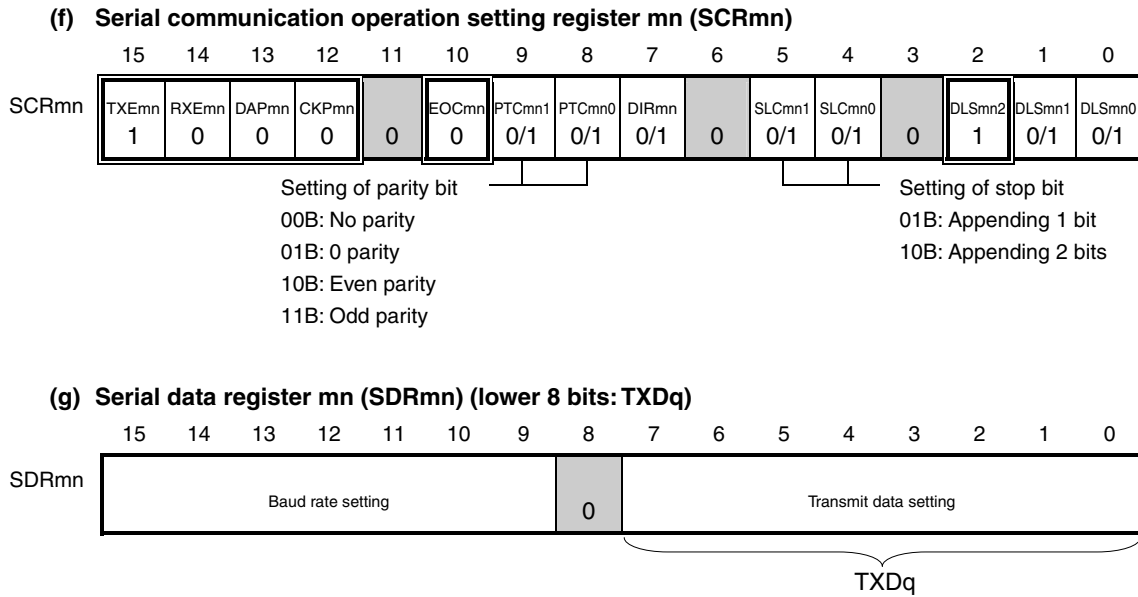 (f) Serial communication operation setting register mn (SCRmn)
15 14 13 12 11 10 9 8 7 6 5 4 3 2 1 0
SCRmn
TXEmn RXEmn DAPmn CKPmn EOCmn PTCmn1 PTCmn0 DIRmn SLCmn1 SLCmn0 DLSmn2 DLSmn1 DLSmn0
1 0 0 0 0 0 0/1 0/1 0/1 0 0/1 0/1 0 1 0/1 0/1
Setting of parity bit
00B: No parity
01B: 0 parity
10B: Even parity
11B: Odd parity
Setting of stop bit
01B: Appending 1 bit
10B: Appending 2 bits
(g) Serial data register mn (SDRmn) (lower 8 bits: TXDq)
15 14 13 12 11 10 9 8 7 6 5 4 3 2 1 0
SDRmn
Baud rate setting 0 Transmit data setting
TXDq